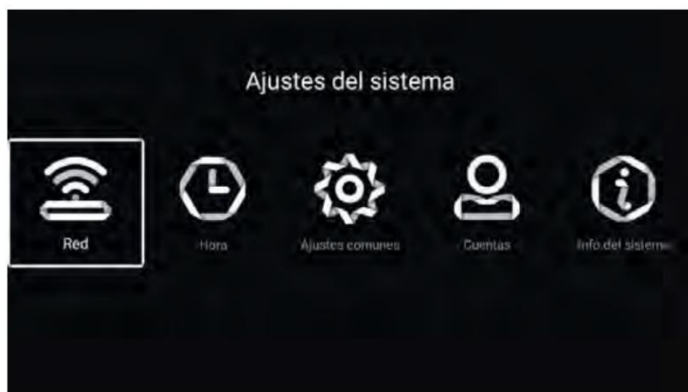 Ajustes del sistema
Red
Hora
Ajustes comunes
Cuentas
Info del sistema